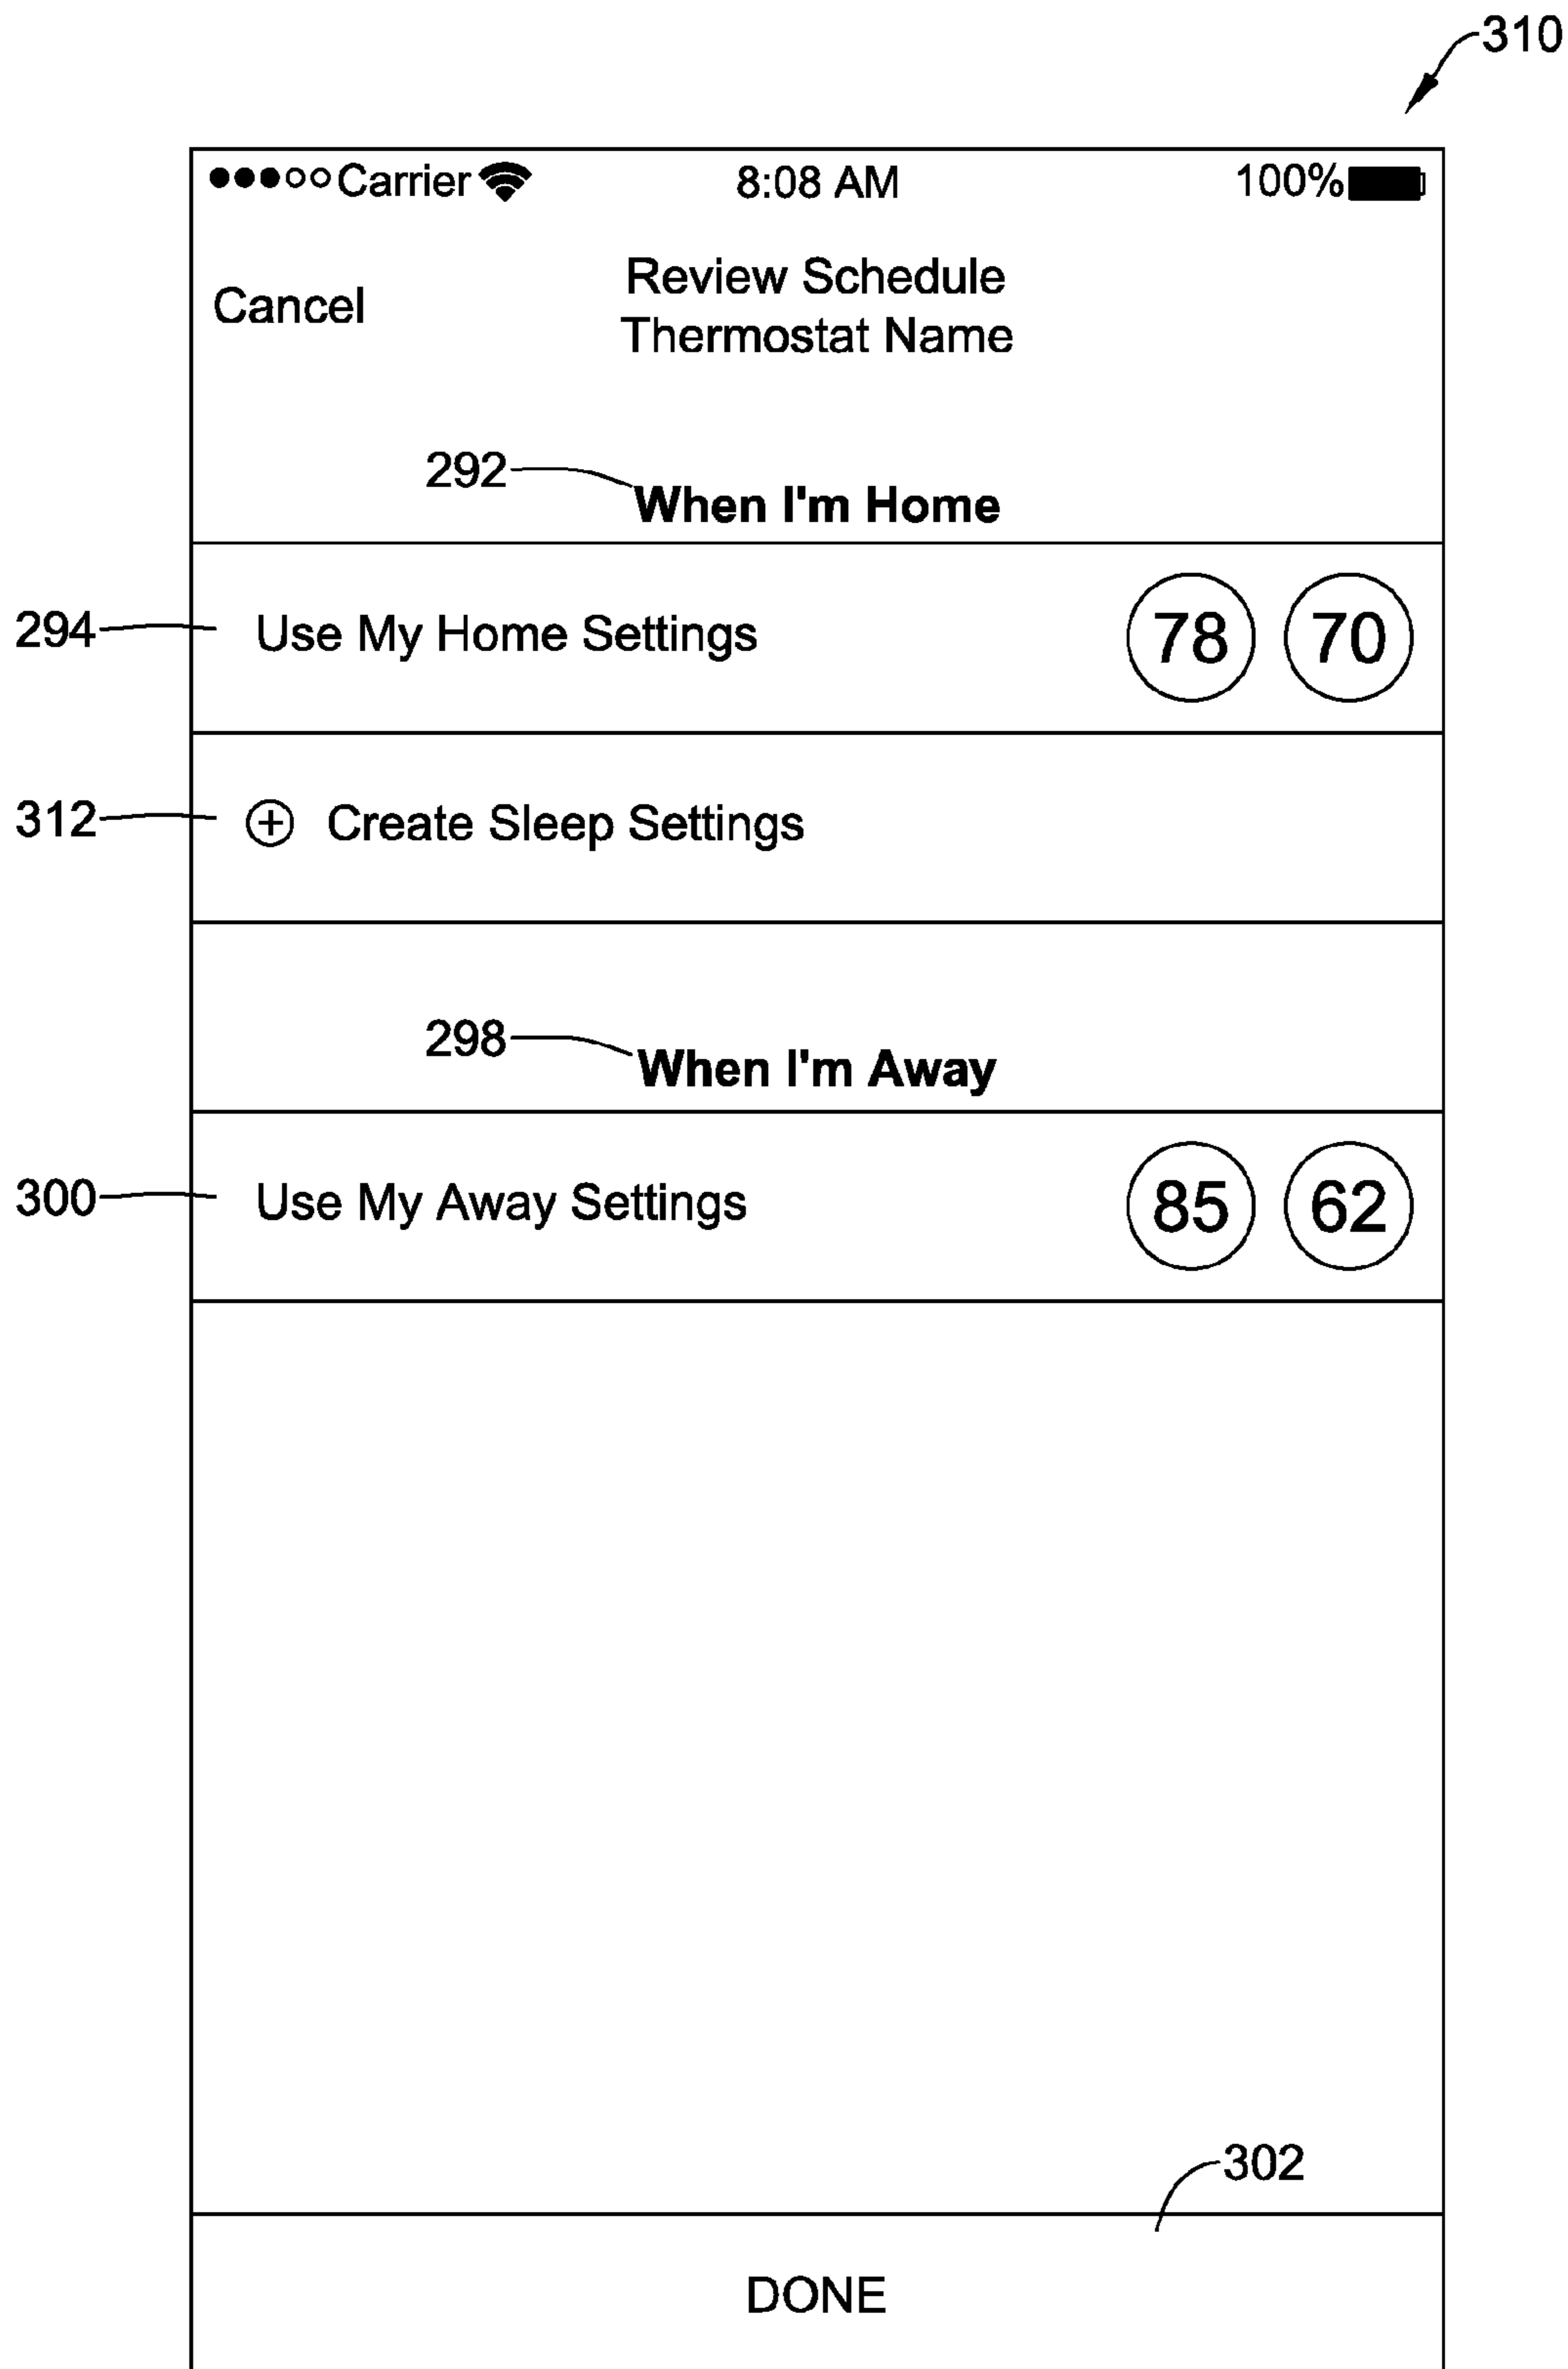 310
Carrier 8:08 AM 100%
Cancel
Review Schedule
Thermostat Name
292
When I'm Home
294 Use My Home Settings 78 70
312 Create Sleep Settings
298
When I'm Away
300 Use My Away Settings 85 62
302
DONE